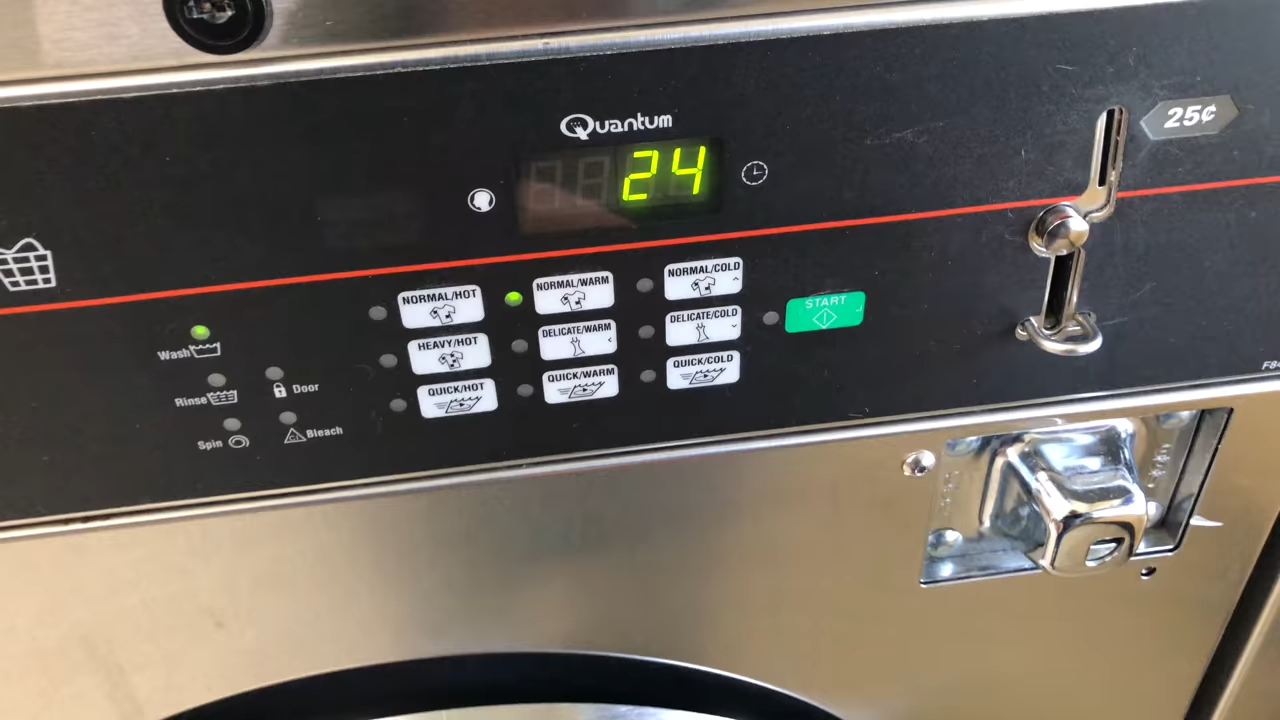 Quantum
24
25¢
NORMAL/HOT
NORMAL/WARM
NORMAL/COLD
HEAVY/HOT
DELICATE/WARM
DELICATE/COLD
START
QUICK/HOT
QUICK/WARM
QUICK/COLD
Wash
Rinse
Door
Spin
CL
Bleach